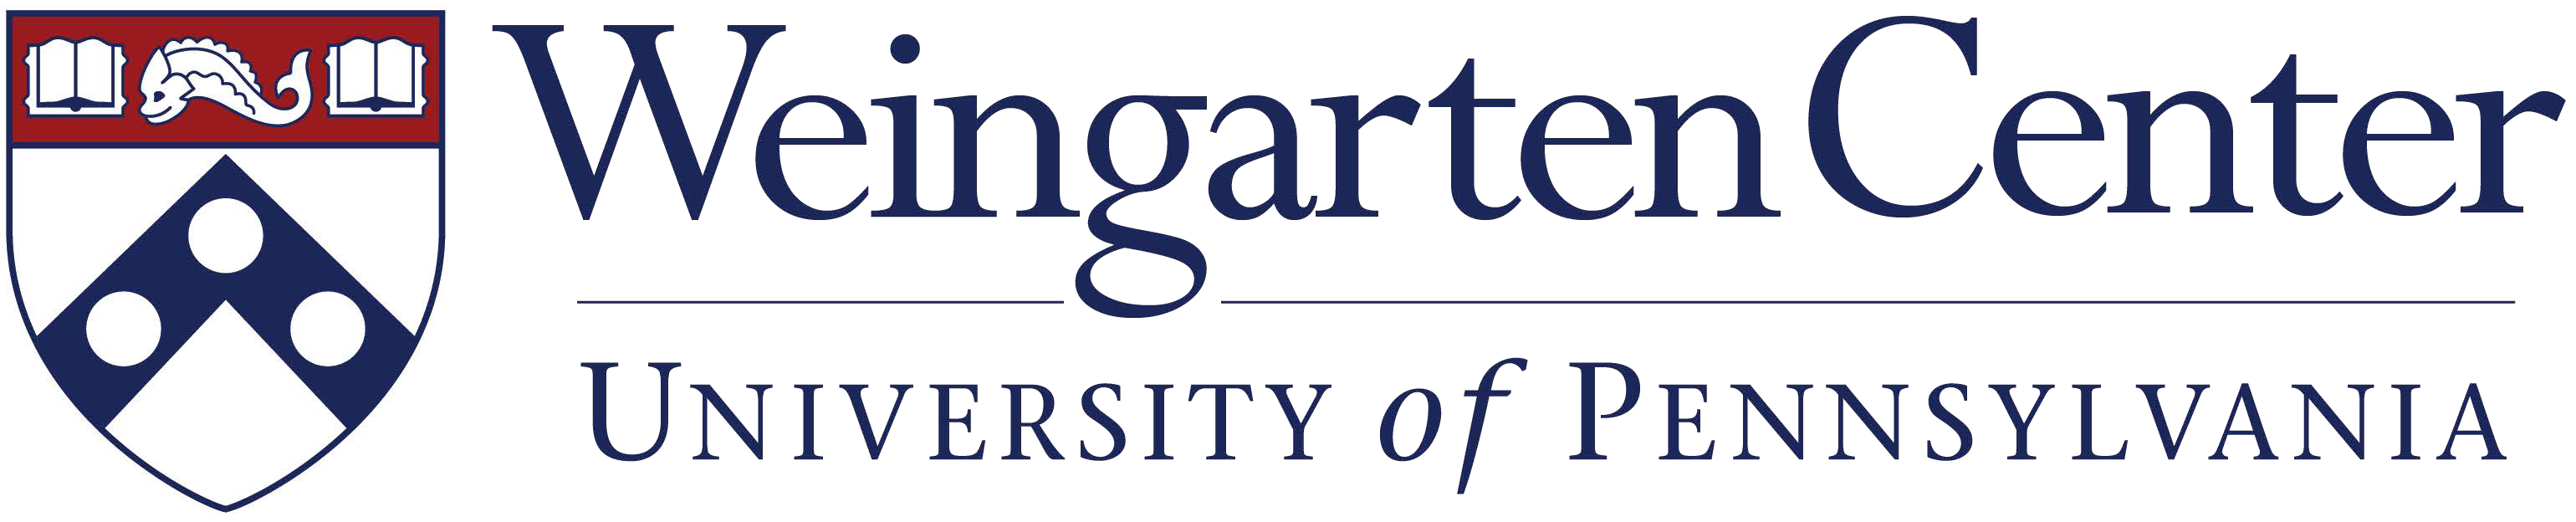 Weingarten Center
UNIVERSITY of PENNSYLVANIA